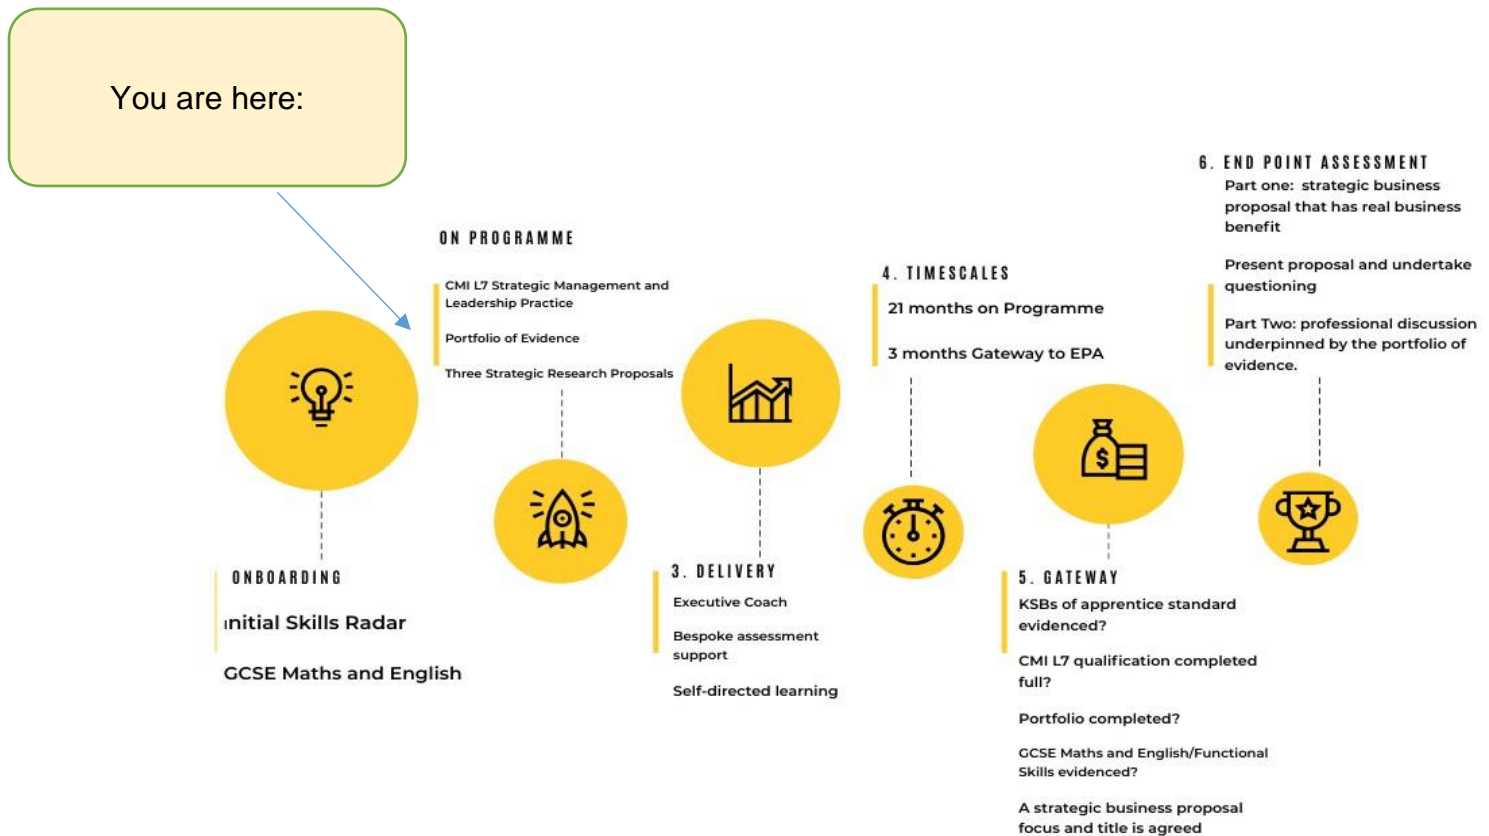 You are here:
ONBOARDING
nitial Skills Radar
GCSE Maths and English
ON PROGRAMME
CMI L7 Strategic Management and
Leadership Practice
Portfolio of Evidence
Three Strategic Research Proposals
3. DELIVERY
Executive Coach
Bespoke assessment
support
Self-directed learning
4. TIMESCALES
21 months on Programme
3 months Gateway to EPA
$
5. GATEWAY
KSBs of apprentice standard
evidenced?
CMI L7 qualification completed
full?
Portfolio completed?
GCSE Maths and English/Functional
Skills evidenced?
A strategic business proposal
focus and title is agreed
6. END POINT ASSESSMENT
Part one: strategic business
proposal that has real business
benefit
Present proposal and undertake
questioning
Part Two: professional discussion
underpinned by the portfolio of
evidence.